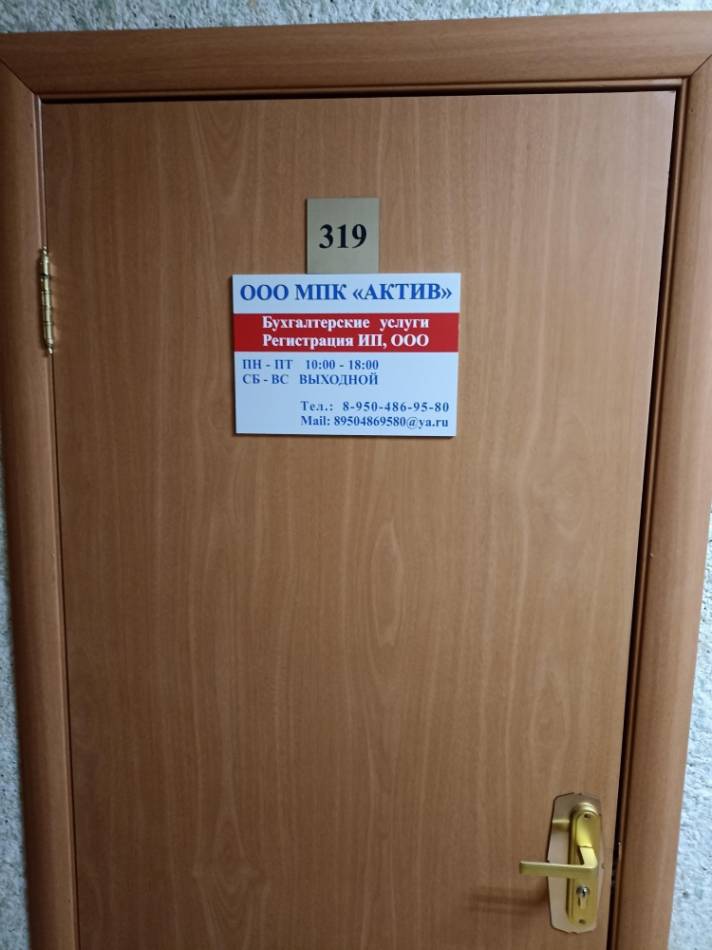 319
ООО МПК «АКТИВ»
Бухгалтерские услуги
Регистрация ИП, ООО
ПН - ПТ 10:00 - 18:00
СБ - ВС ВЫХОДНОЙ
Тел.: 8-950-486-95-80
Mail: 89504869580@ya.ru